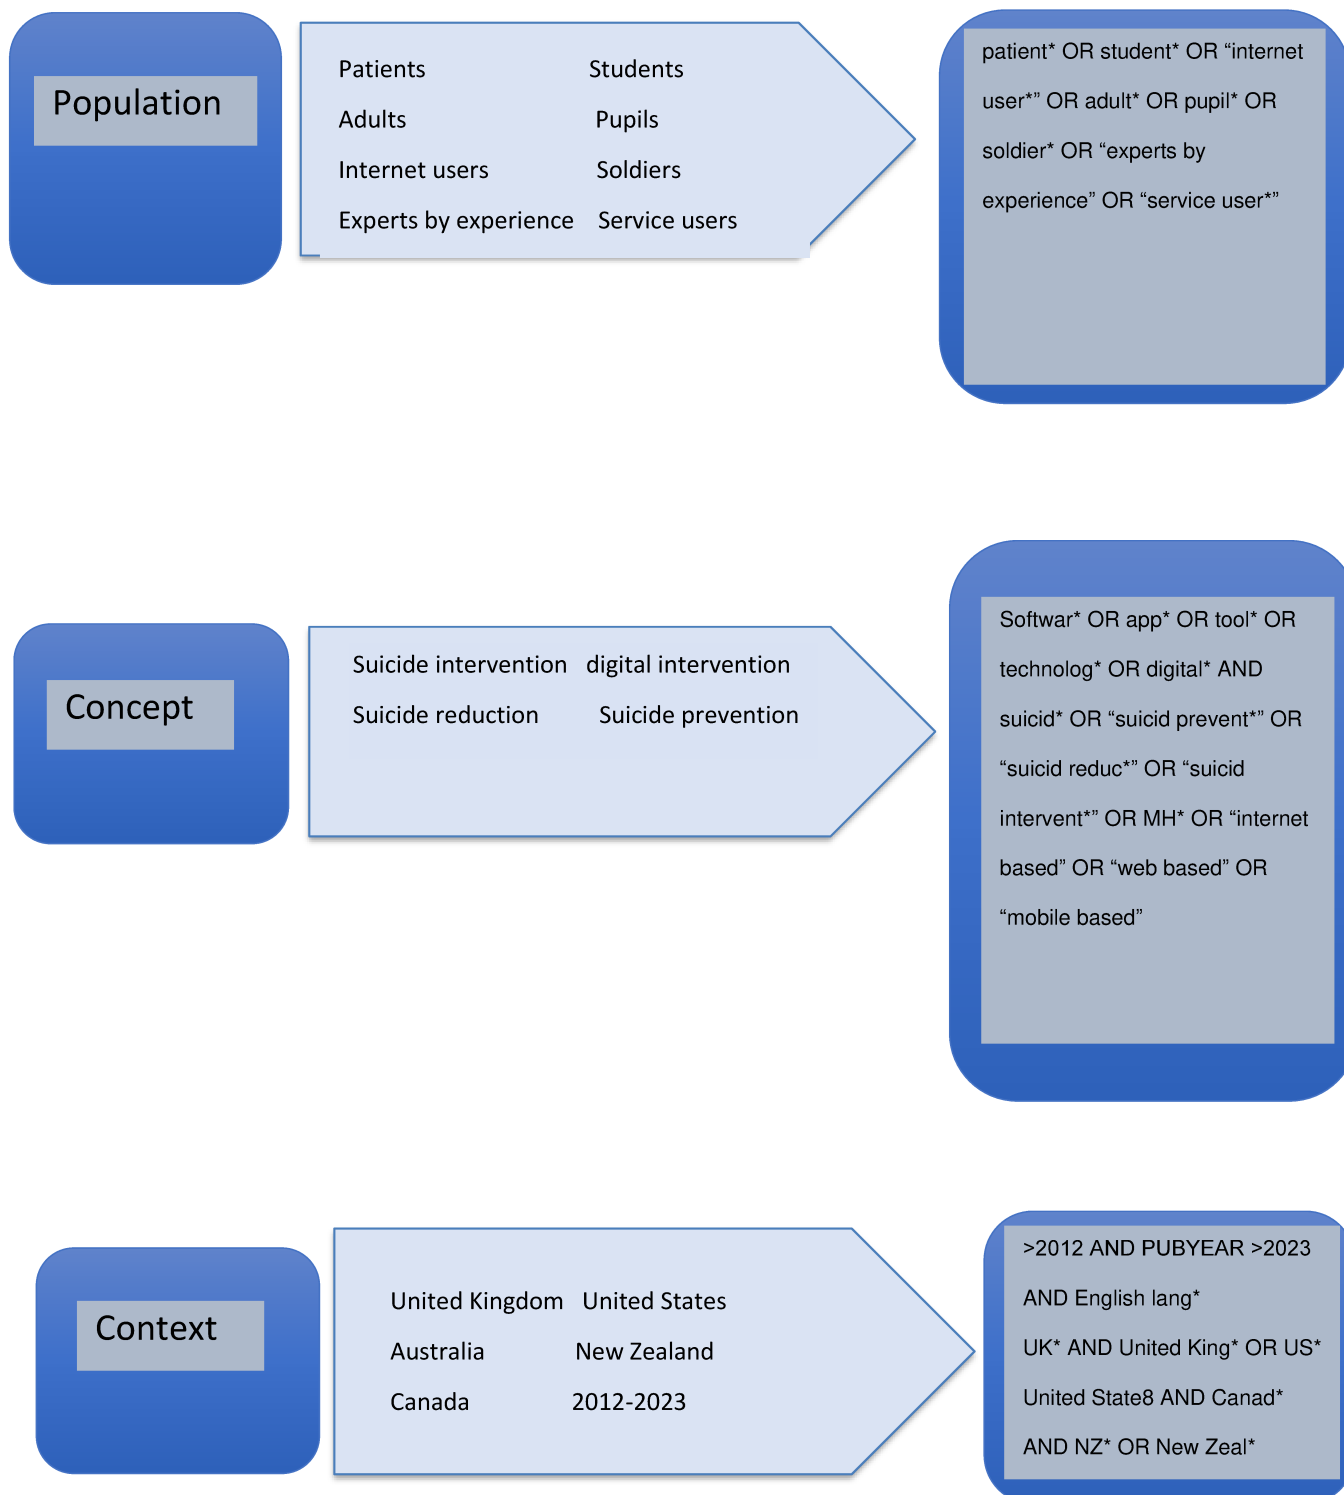 Population
Patients Students
Adults Pupils
Internet users Soldiers
Experts by experience Service users
patient* OR student* OR “internet
user*” OR adult* OR pupil* OR
soldier* OR “experts by
experience” OR “service user*”
Concept
Suicide intervention digital intervention
Suicide reduction Suicide prevention
Softwar* OR app* OR tool* OR
technolog* OR digital* AND
suicid* OR “suicid prevent*” OR
“suicid reduc*” OR “suicid
intervent*” OR MH* OR “internet
based” OR “web based” OR
“mobile based”
Context
United Kingdom United States
Australia New Zealand
Canada 2012-2023
>2012 AND PUBYEAR >2023
AND English lang*
UK* AND United King* OR US*
United State8 AND Canad*
AND NZ* OR New Zeal*